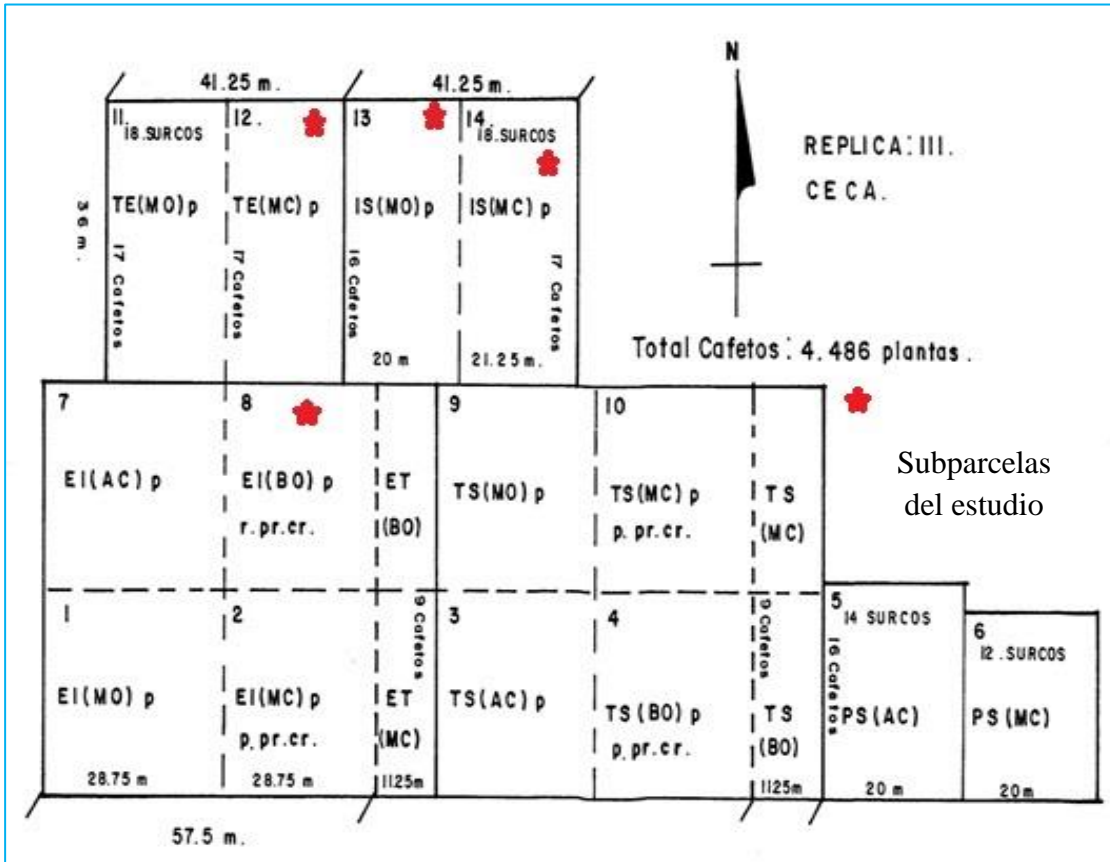 41.25 m.
41.25 m.
N
11.
18.SURCOS
12.
13
14.
18.SURCOS
REPLICA: III.
CECA.
36 m.
TE(MO) p
TE(MC) p
IS(MO) p
IS(MC) p
17 Cafetos
17 Cafetos
16 Cafetos
17 Cafetos
20 m
21.25 m.
Total Cafetos: 4.486 plantas.
7
8
9
10
Subparcelas
del estudio
EI(AC) p
EI(BO) p
r.pr.cr.
ET
(BO)
TS(MO) p
TS(MC) p
p.pr.cr.
TS
(MC)
1
2
9 Cafetos
3
4
9 Cafetos
5
14 SURCOS
16 Cafetos
6
12.SURCOS
EI(MO) p
EI(MC) p
p.pr.cr.
ET
(MC)
TS(AC) p
TS(BO) p
p.pr.cr.
TS
(BO)
PS(AC)
PS(MC)
28.75 m
28.75 m
1125m
1125m
20 m
20m
57.5 m.